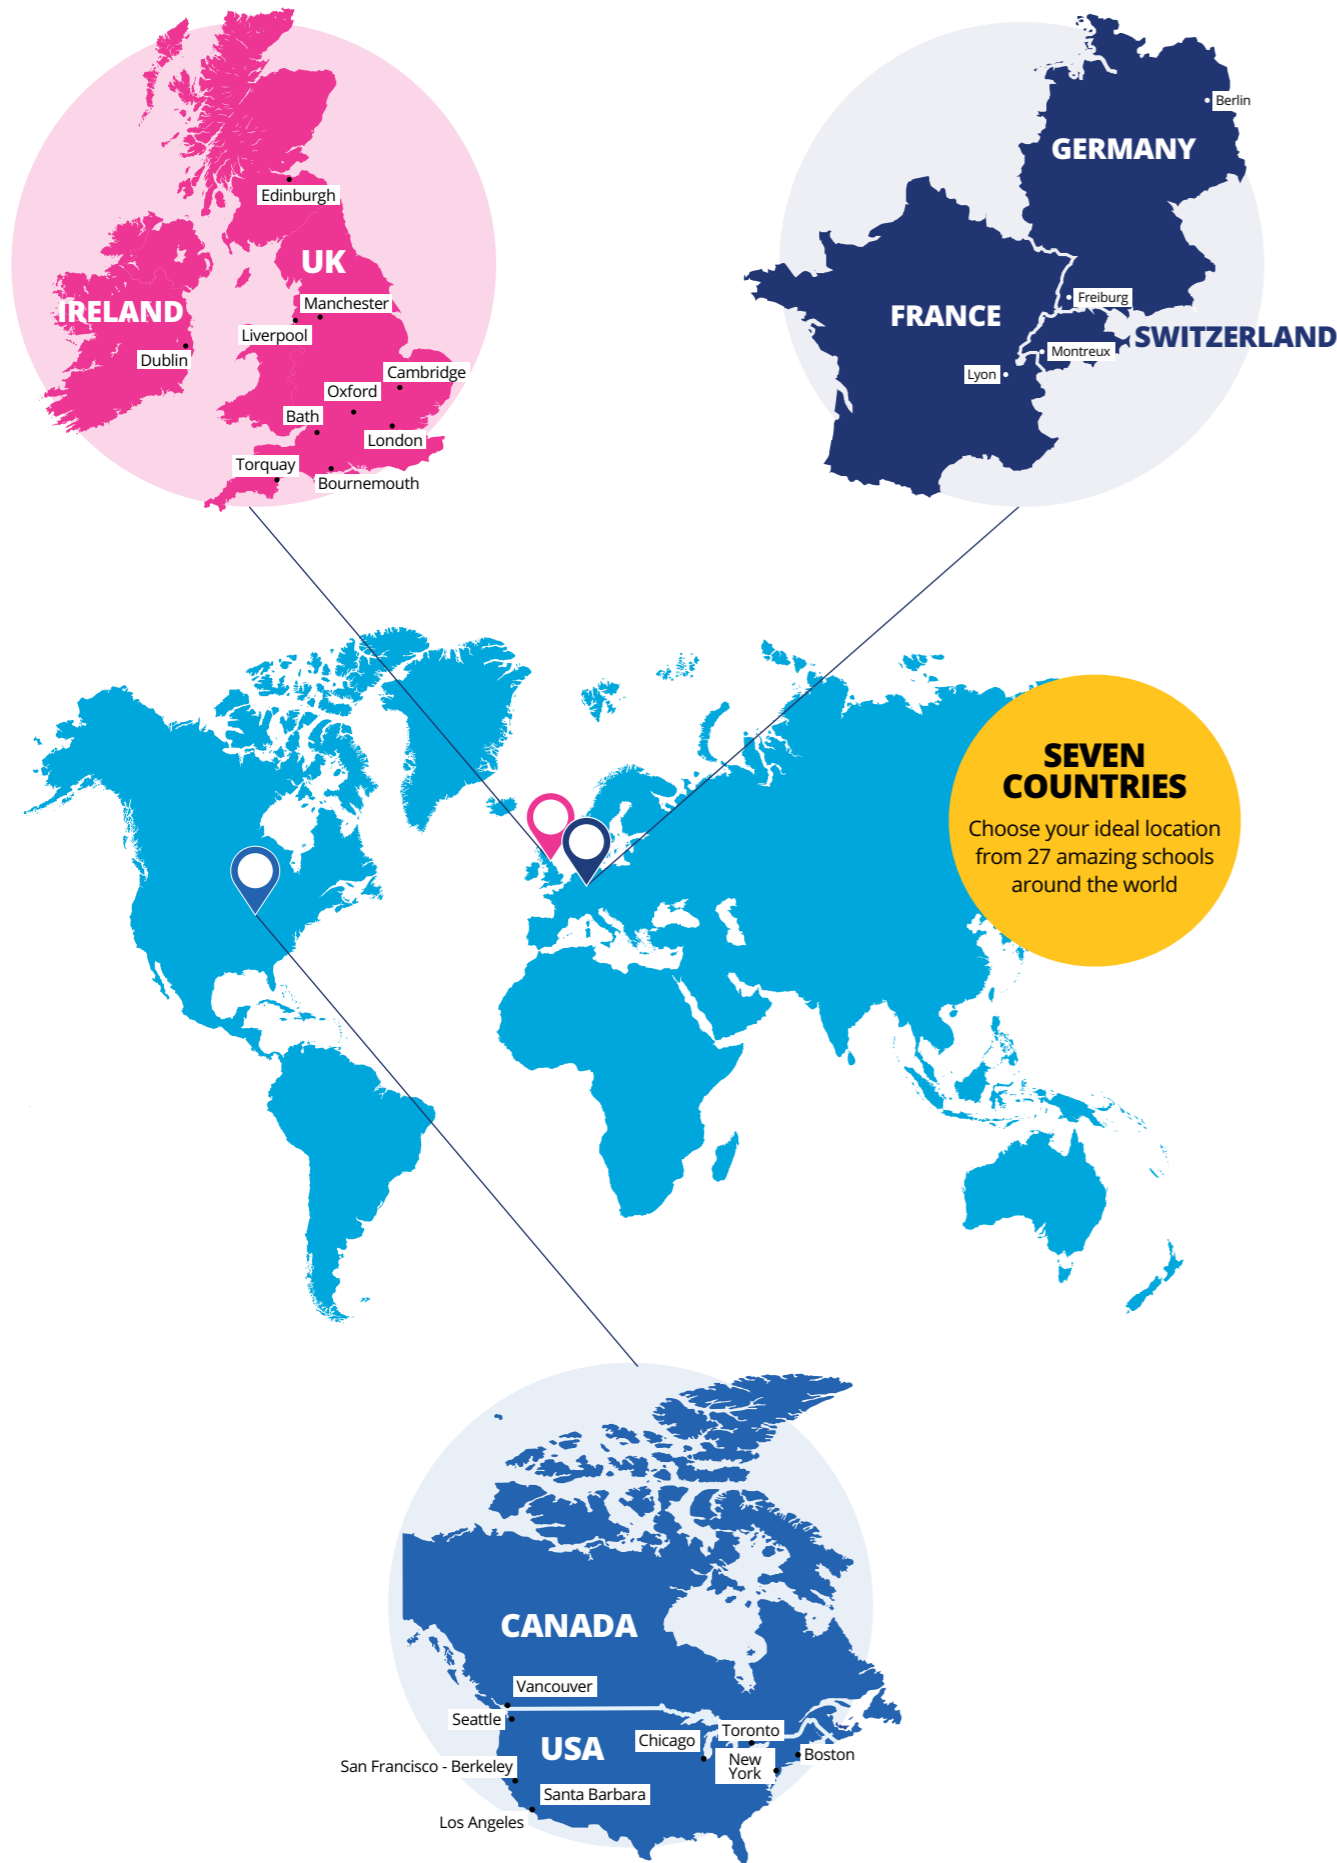 Edinburgh
UK
IRELAND
Manchester
Liverpool
Dublin
Cambridge
Oxford
Bath
London
Torquay
Bournemouth
Berlin
GERMANY
Freiburg
FRANCE
SWITZERLAND
Montreux
Lyon
SEVEN
COUNTRIES
Choose your ideal location
from 27 amazing schools
around the world
CANADA
Vancouver
Seattle
Toronto
Chicago
USA
Boston
New
York
San Francisco - Berkeley
Santa Barbara
Los Angeles